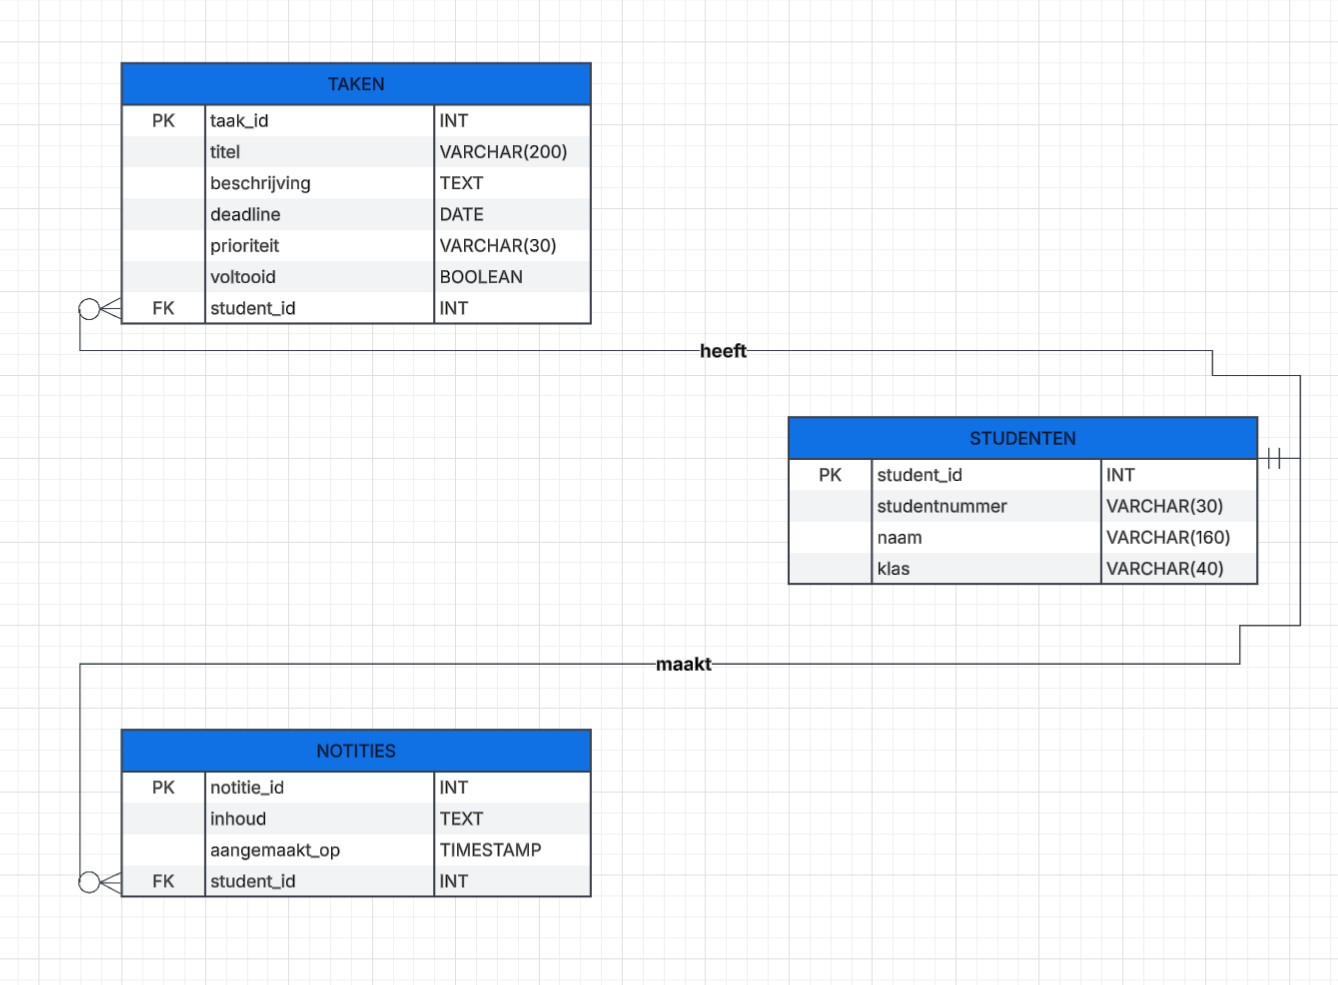 TAKEN
PK taak_id INT
titel VARCHAR(200)
beschrijving TEXT
deadline DATE
prioriteit VARCHAR(30)
voltooid BOOLEAN
FK student_id INT
heeft
STUDENTEN
PK student_id INT
studentnummer VARCHAR(30)
naam VARCHAR(160)
klas VARCHAR(40)
maakt
NOTITIES
PK notitie_id INT
inhoud TEXT
aangemaakt_op TIMESTAMP
FK student_id INT